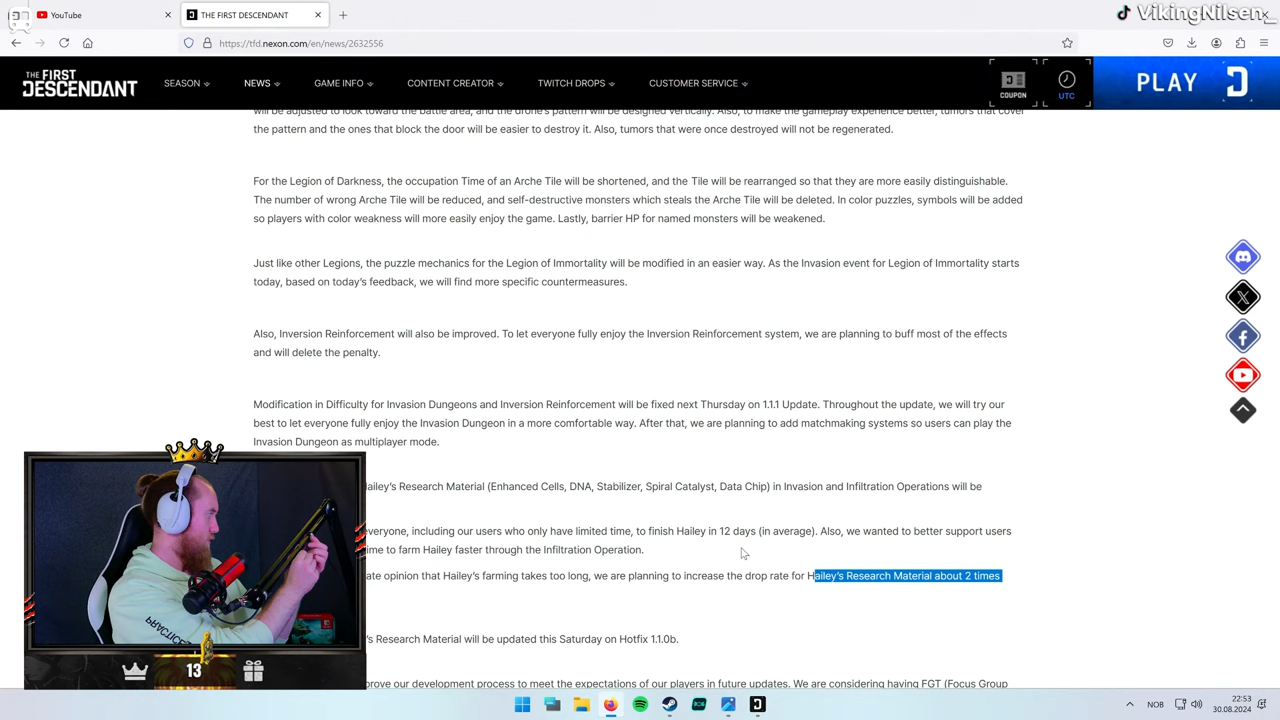 YouTube
THE FIRST DESCENDANT
VikingNilsen
https://tfd.nexon.com/en/news/2632556
THE FIRST
DESCENDANT
SEASON
NEWS
GAME INFO
CONTENT CREATOR
TWITCH DROPS
CUSTOMER SERVICE
COUPON
UTC
PLAY
will be adjusted to look toward the battle area, and the drone's pattern will be designed vertically. Also, to make the gameplay experience better, tumors that cover
the pattern and the ones that block the door will be easier to destroy it. Also, tumors that were once destroyed will not be regenerated.
For the Legion of Darkness, the occupation Time of an Arche Tile will be shortened, and the Tile will be rearranged so that they are more easily distinguishable.
The number of wrong Arche Tile will be reduced, and self-destructive monsters which steals the Arche Tile will be deleted. In color puzzles, symbols will be added
so players with color weakness will more easily enjoy the game. Lastly, barrier HP for named monsters will be weakened.
Just like other Legions, the puzzle mechanics for the Legion of Immortality will be modified in an easier way. As the Invasion event for Legion of Immortality starts
today, based on today's feedback, we will find more specific countermeasures.
Also, Inversion Reinforcement will also be improved. To let everyone fully enjoy the Inversion Reinforcement system, we are planning to buff most of the effects
and will delete the penalty.
Modification in Difficulty for Invasion Dungeons and Inversion Reinforcement will be fixed next Thursday on 1.1.1 Update. Throughout the update, we will try our
best to let everyone fully enjoy the Invasion Dungeon in a more comfortable way. After that, we are planning to add matchmaking systems so users can play the
Invasion Dungeon as multiplayer mode.
ailey's Research Material (Enhanced Cells, DNA, Stabilizer, Spiral Catalyst, Data Chip) in Invasion and Infiltration Operations will be
everyone, including our users who only have limited time, to finish Hailey in 12 days (in average). Also, we wanted to better support users
ime to farm Hailey faster through the Infiltration Operation.
ate opinion that Hailey's farming takes too long, we are planning to increase the drop rate for Hailey's Research Material about 2 times
's Research Material will be updated this Saturday on Hotfix 1.1.0b.
prove our development process to meet the expectations of our players in future updates. We are considering having FGT (Focus Group
13
NOB
22:53
30.08.2024